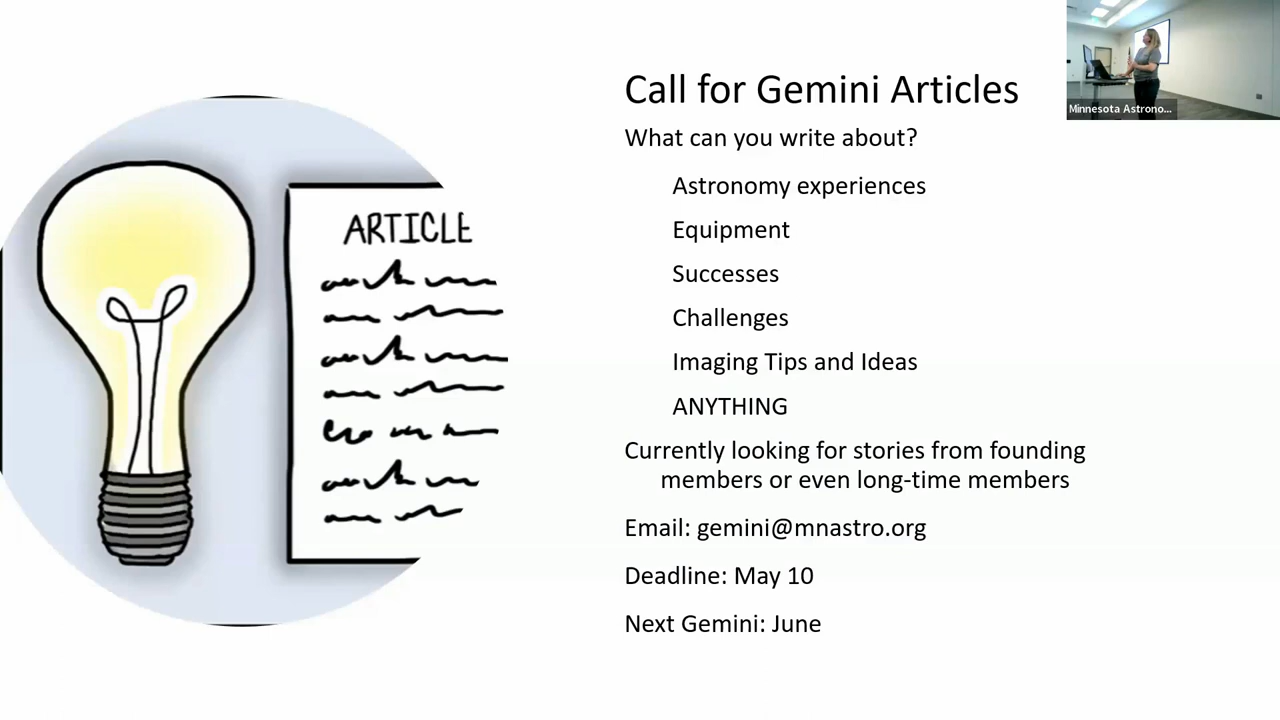 Call for Gemini Articles
Minnesota Astrono...
What can you write about?
Astronomy experiences
Equipment
Successes
Challenges
Imaging Tips and Ideas
ANYTHING
Currently looking for stories from founding
members or even long-time members
Email: gemini@mnastro.org
Deadline: May 10
Next Gemini: June
ARTICLE